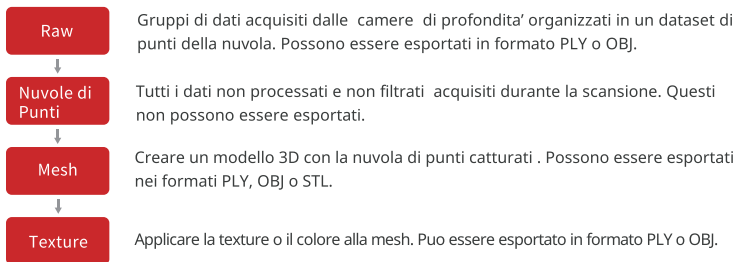 Raw
Gruppi di dati acquisiti dalle camere di profondita' organizzati in un dataset di
punti della nuvola. Possono essere esportati in formato PLY o OBJ.
Nuvole di
Punti
Tutti i dati non processati e non filtrati acquisiti durante la scansione. Questi
non possono essere esportati.
Mesh
Creare un modello 3D con la nuvola di punti catturati . Possono essere esportati
nei formati PLY, OBJ o STL.
Texture
Applicare la texture o il colore alla mesh. Puo essere esportato in formato PLY o OBJ.